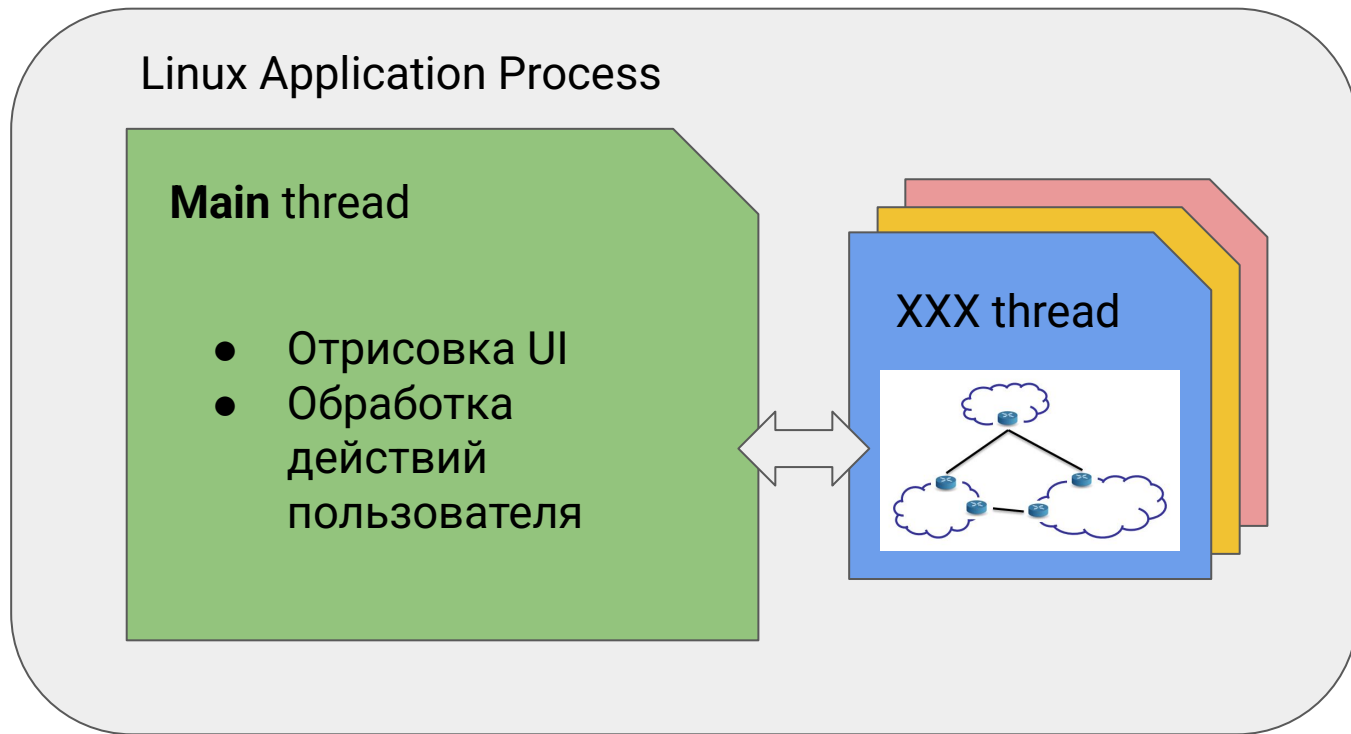 Linux Application Process
Main thread
● Отрисовка UI
● Обработка
действий
пользователя
XXX thread